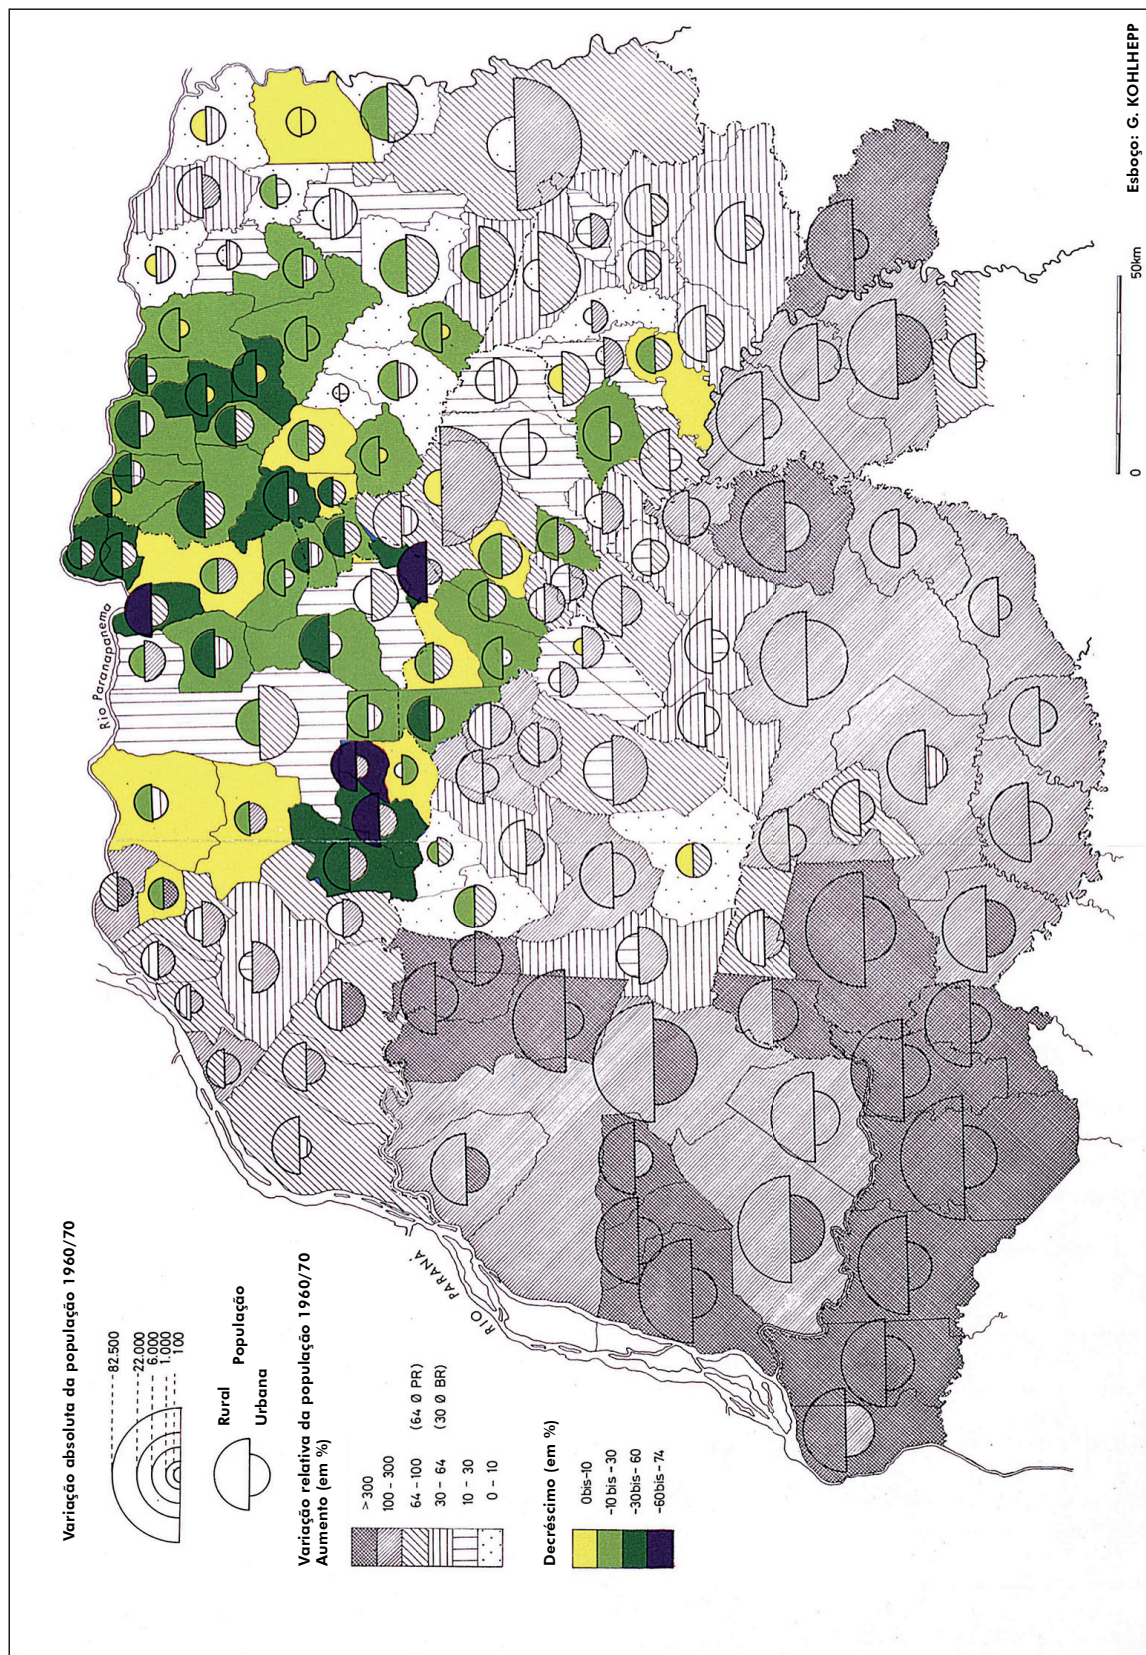 Variação absoluta da população 1960/70
82.500
22.000
6.000
1.000
100
Rural
População
Urbana
Variação relativa da população 1960/70
Aumento (em %)
> 300
100 - 300
64 - 100 (64 Ø PR)
30 - 64 (30 Ø BR)
10 - 30
0 - 10
Decréscimo (em %)
0bis-10
-10bis - 30
-30bis - 60
-60bis - 74
RIO PARANÁ
Rio Paranapanema
0 50km
Esboço: G. KOHLHEPP